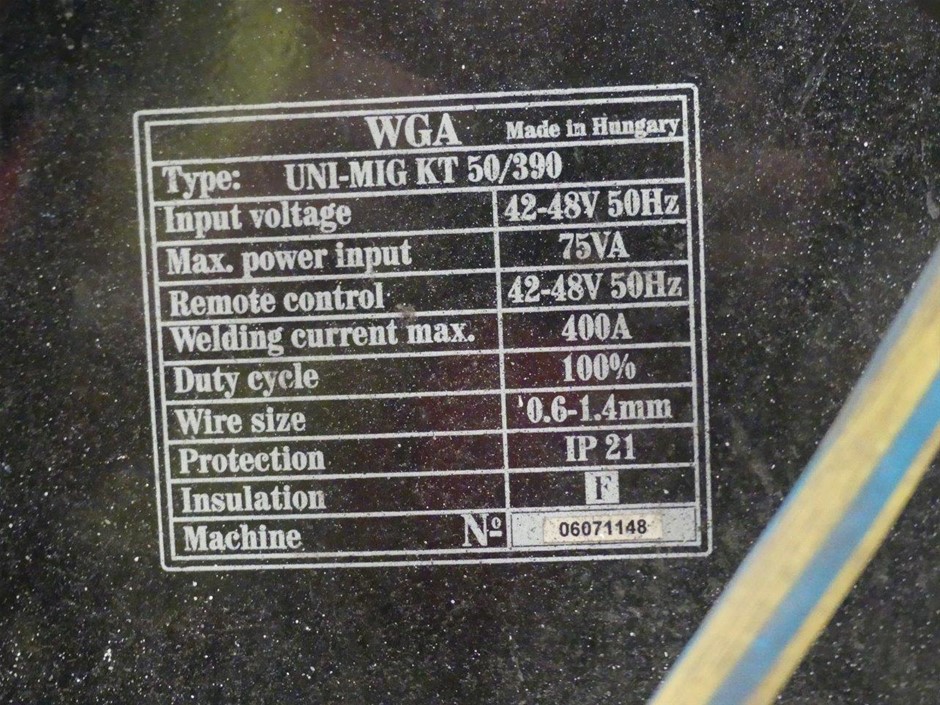 WGA Made in Hungary
Type: UNI-MIG KT 50/390
Input voltage 42-48V 50Hz
Max. power input 75VA
Remote control 42-48V 50Hz
Welding current max. 400A
Duty cycle 100%
Wire size 0.6-1.4mm
Protection IP 21
Insulation F
Machine Nº 06071148